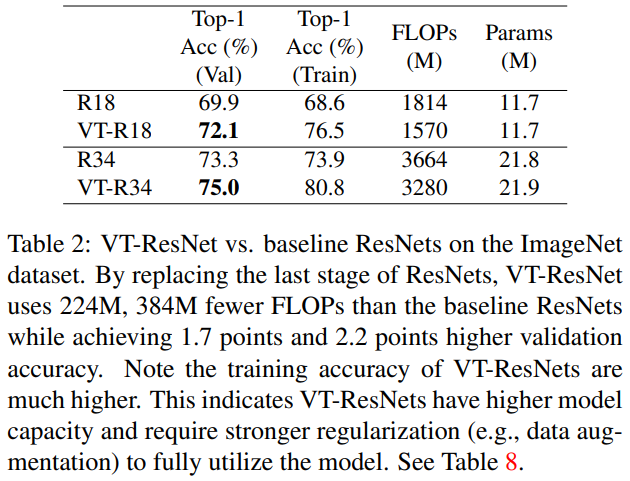 Top-1 Top-1 FLOPs Params
Acc (%) Acc (%) (M) (M)
(Val) (Train)
R18 69.9 68.6 1814 11.7
VT-R18 72.1 76.5 1570 11.7
R34 73.3 73.9 3664 21.8
VT-R34 75.0 80.8 3280 21.9
Table 2: VT-ResNet vs. baseline ResNets on the ImageNet
dataset. By replacing the last stage of ResNets, VT-ResNet
uses 224M, 384M fewer FLOPs than the baseline ResNets
while achieving 1.7 points and 2.2 points higher validation
accuracy. Note the training accuracy of VT-ResNets are
much higher. This indicates VT-ResNets have higher model
capacity and require stronger regularization (e.g., data aug-
mentation) to fully utilize the model. See Table 8.